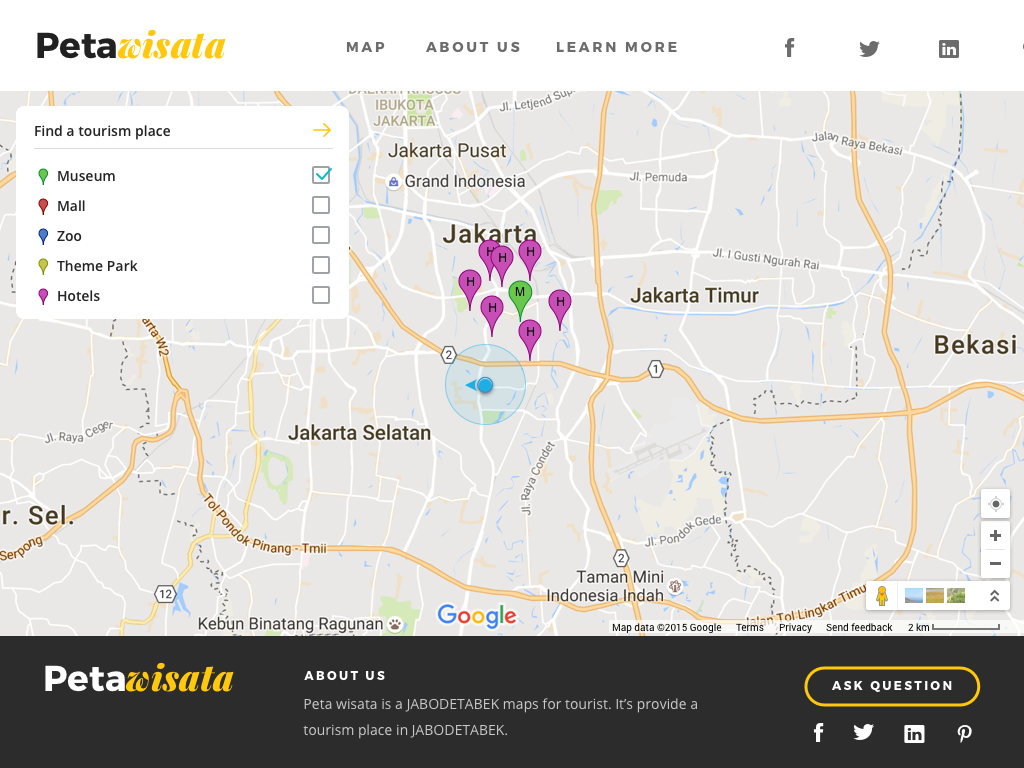 Petawisata
MAP
ABOUT US
LEARN MORE
Find a tourism place
Museum
Mall
Zoo
Theme Park
Hotels
IBUKOTA
JAKARTA
Jl. Letjend Sup
Jakarta Pusat
Grand Indonesia
Jl. Pemuda
Jalan Raya Bekasi
Jakarta
H
H
H
H
M
H
H
H
Jl. I Gusti Ngurah Rai
Jakarta Timur
Bekasi
arta W2
2
1
Jl. Raya Ceger
Jakarta Selatan
Jl. Raya Condet
r. Sel.
Serpong
Tol Pondok Pinang - Tmii
Jl. Pondok Gede
2
12
Taman Mini
Indonesia Indah
Jalan Tol Lingkar Timu
Kebun Binatang Ragunan
Google
Map data ©2015 Google
Terms
Privacy
Send feedback
2 km
Petawisata
ABOUT US
Peta wisata is a JABODETABEK maps for tourist. It's provide a
tourism place in JABODETABEK.
ASK QUESTION